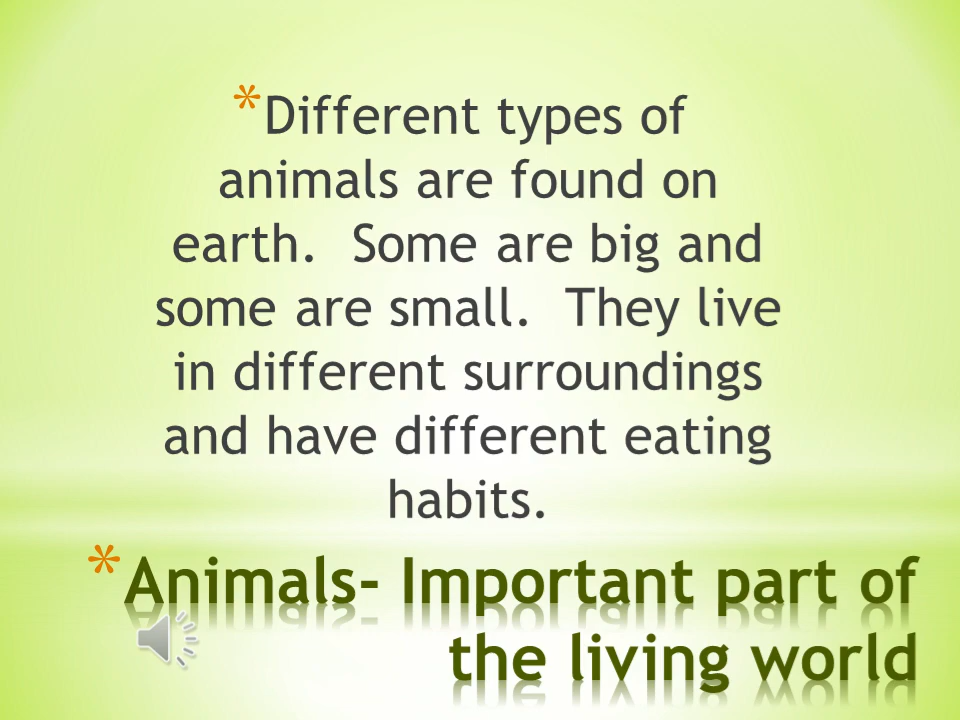 * Different types of
animals are found on
earth.  Some are big and
some are small.  They live
in different surroundings
and have different eating
habits.
* Animals- Important part of
the living world